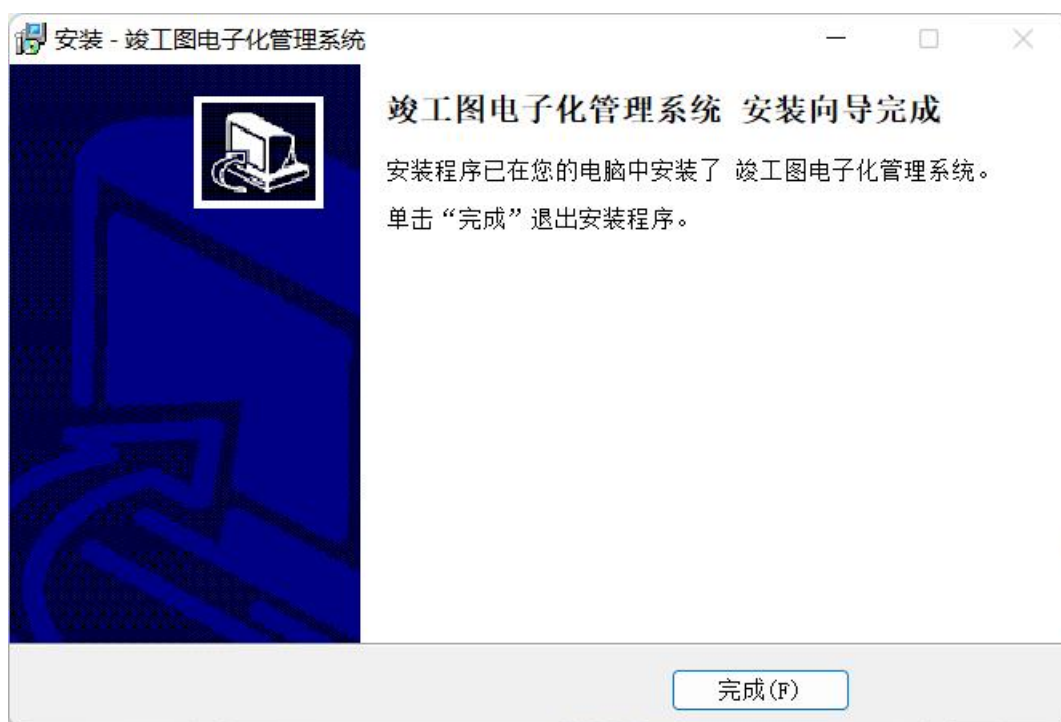 安装 - 竣工图电子化管理系统
竣工图电子化管理系统 安装向导完成
安装程序已在您的电脑中安装了 竣工图电子化管理系统。
单击“完成”退出安装程序。
完成(F)